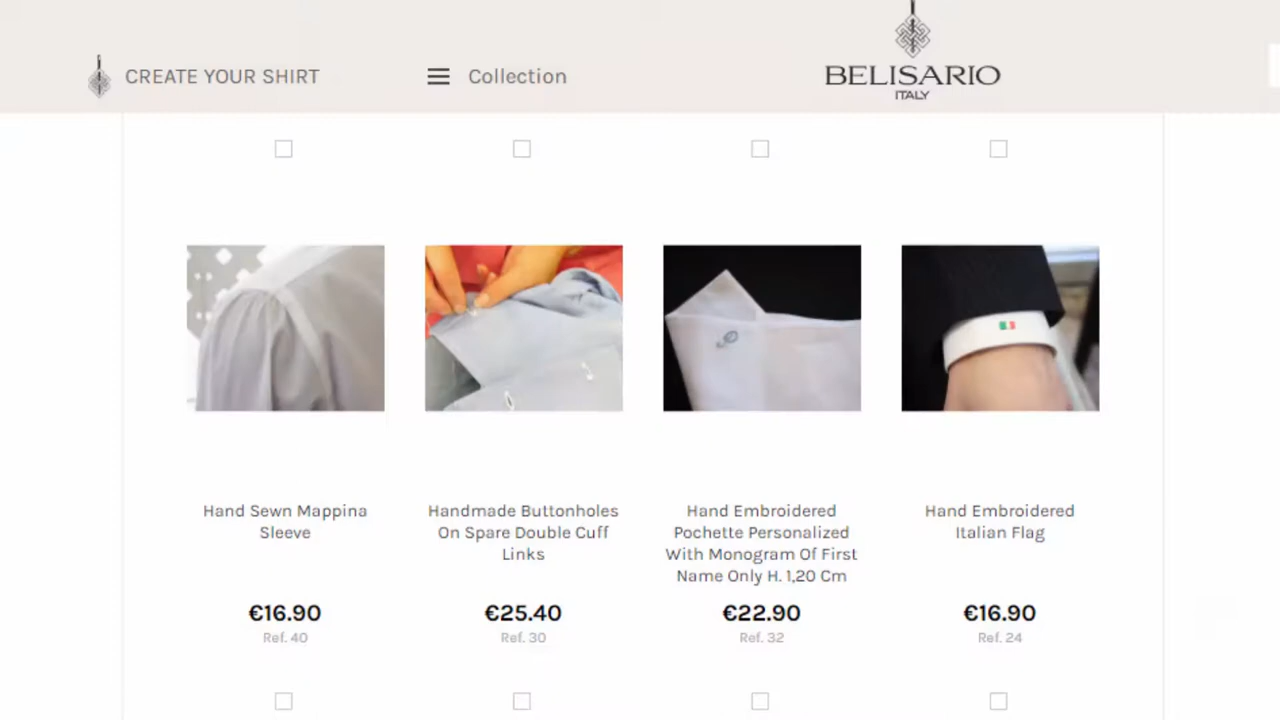 CREATE YOUR SHIRT
Collection
BELISARIO
ITALY
Hand Sewn Mappina
Sleeve
€16.90
Ref. 40
Handmade Buttonholes
On Spare Double Cuff
Links
€25.40
Ref. 30
Hand Embroidered
Pochette Personalized
With Monogram Of First
Name Only H. 1,20 Cm
€22.90
Ref. 32
Hand Embroidered
Italian Flag
€16.90
Ref. 24